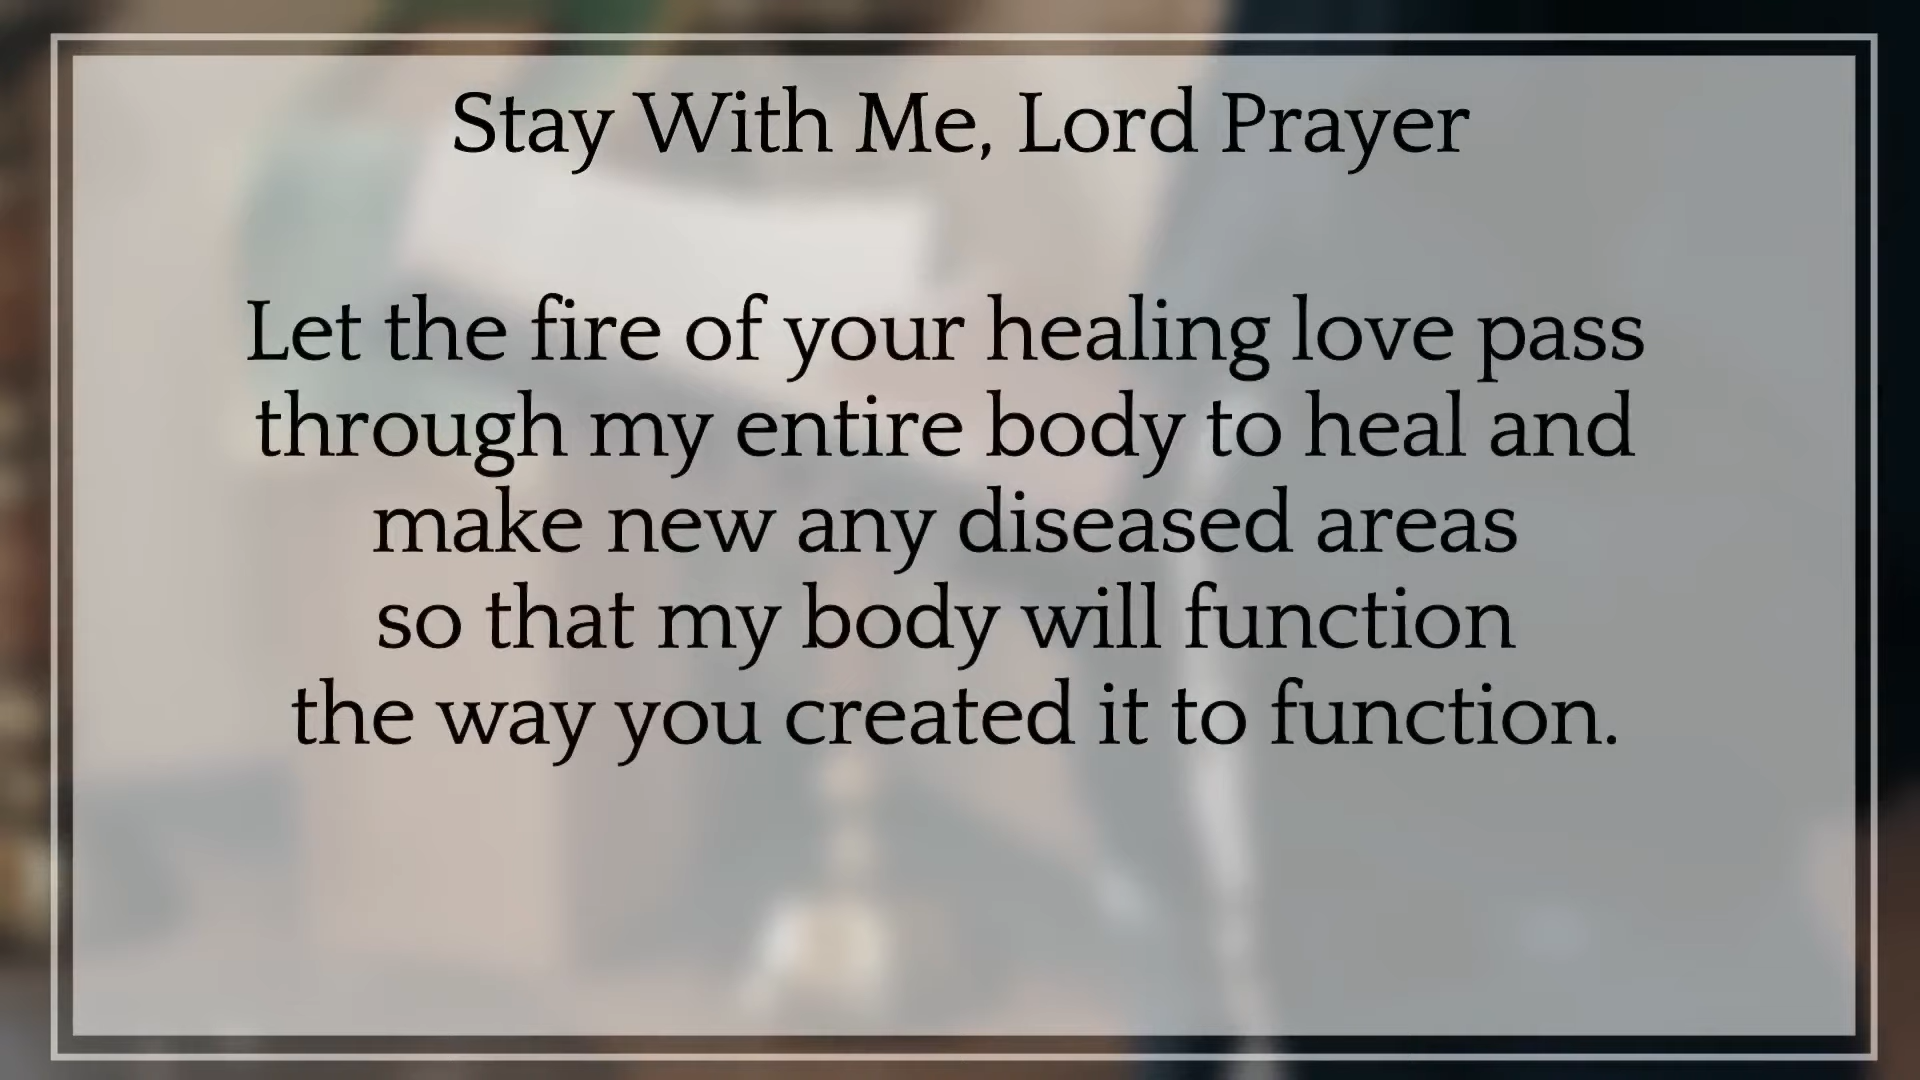 Stay With Me, Lord Prayer
Let the fire of your healing love pass
through my entire body to heal and
make new any diseased areas
so that my body will function
the way you created it to function.